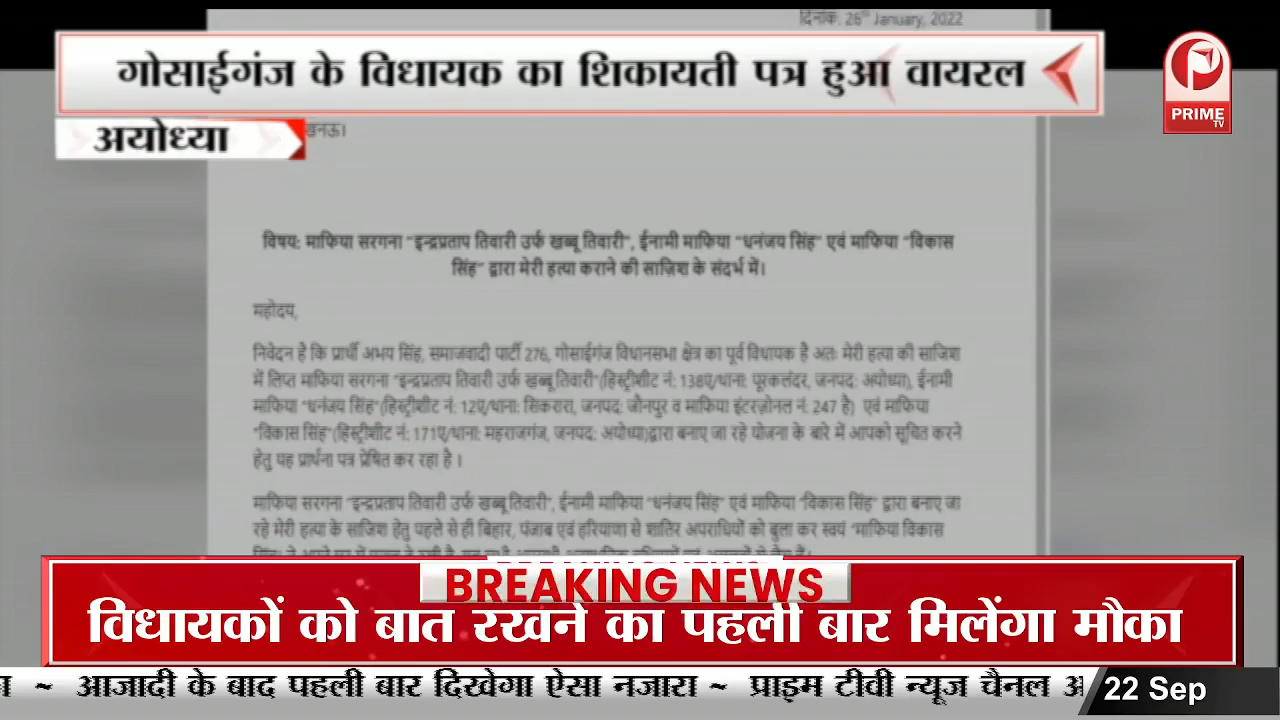 दिनांक: 26th January, 2022
गोसाईगंज के विधायक का शिकायती पत्र हुआ वायरल
PRIME
TV
अयोध्या
खनऊ।
विषय: माफिया सरगना "इन्द्रप्रताप तिवारी उर्फ खब्बू तिवारी", ईनामी माफिया "धनंजय सिंह" एवं माफिया "विकास
सिंह" द्वारा मेरी हत्या कराने की साज़िश के संदर्भ में।
महोदय,
निवेदन है कि प्रार्थी अभय सिंह, समाजवादी पार्टी 276, गोसाईगंज विधानसभा क्षेत्र का पूर्व विधायक है अतः मेरी हत्या की साजिश
में लिप्त माफिया सरगना "इन्द्रप्रताप तिवारी उर्फ खब्बू तिवारी"(हिस्ट्रीशीट नं: 138ए/थाना: पूरकलंदर, जनपद: अयोध्या), ईनामी
माफिया "धनंजय सिंह"(हिस्ट्रीशीट नं: 12ए/थाना: सिकरारा, जनपद: जौनपुर व माफिया इंटरज़ोनल नं: 247 है) एवं माफिया
"विकास सिंह"(हिस्ट्रीशीट नं: 171ए/थाना: महराजगंज, जनपद: अयोध्या)द्वारा बनाए जा रहे योजना के बारे में आपको सूचित करने
हेतु यह प्रार्थना पत्र प्रेषित कर रहा है ।
माफिया सरगना "इन्द्रप्रताप तिवारी उर्फ खब्बू तिवारी", ईनामी माफिया "धनंजय सिंह" एवं माफिया "विकास सिंह" द्वारा बनाए जा
रहे मेरी हत्या के साजिश हेतु पहले से ही बिहार, पंजाब एवं हरियाणा से शातिर अपराधियों को बुला कर स्वयं "माफिया विकास
BREAKING NEWS
विधायकों को बात रखने का पहली बार मिलेंगा मौका
~ आजादी के बाद पहली बार दिखेगा ऐसा नजारा ~ प्राइम टीवी न्यूज चैनल
22 Sep